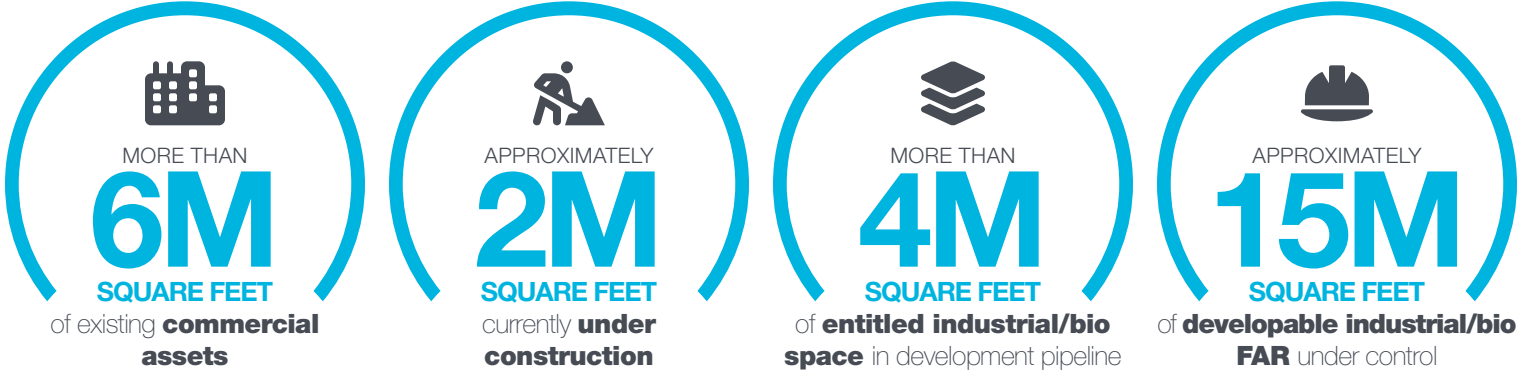 MORE THAN
6M
SQUARE FEET
of existing commercial
assets
APPROXIMATELY
2M
SQUARE FEET
currently under
construction
MORE THAN
4M
SQUARE FEET
of entitled industrial/bio
space in development pipeline
APPROXIMATELY
15M
SQUARE FEET
of developable industrial/bio
FAR under control